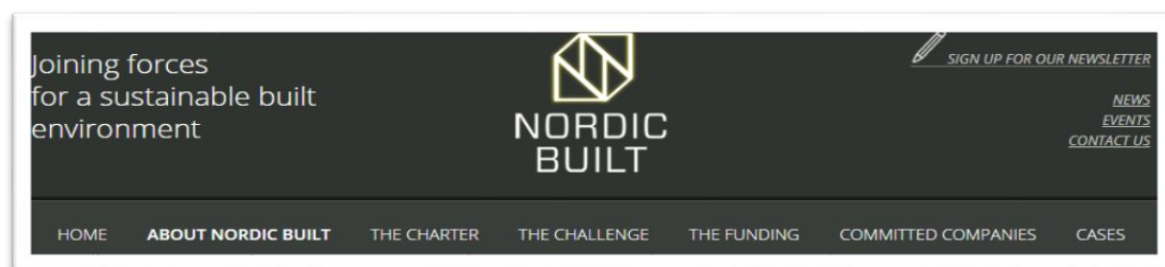 Joining forces
for a sustainable built
environment
NORDIC
BUILT
SIGN UP FOR OUR NEWSLETTER
NEWS
EVENTS
CONTACT US
HOME ABOUT NORDIC BUILT THE CHARTER THE CHALLENGE THE FUNDING COMMITTED COMPANIES CASES